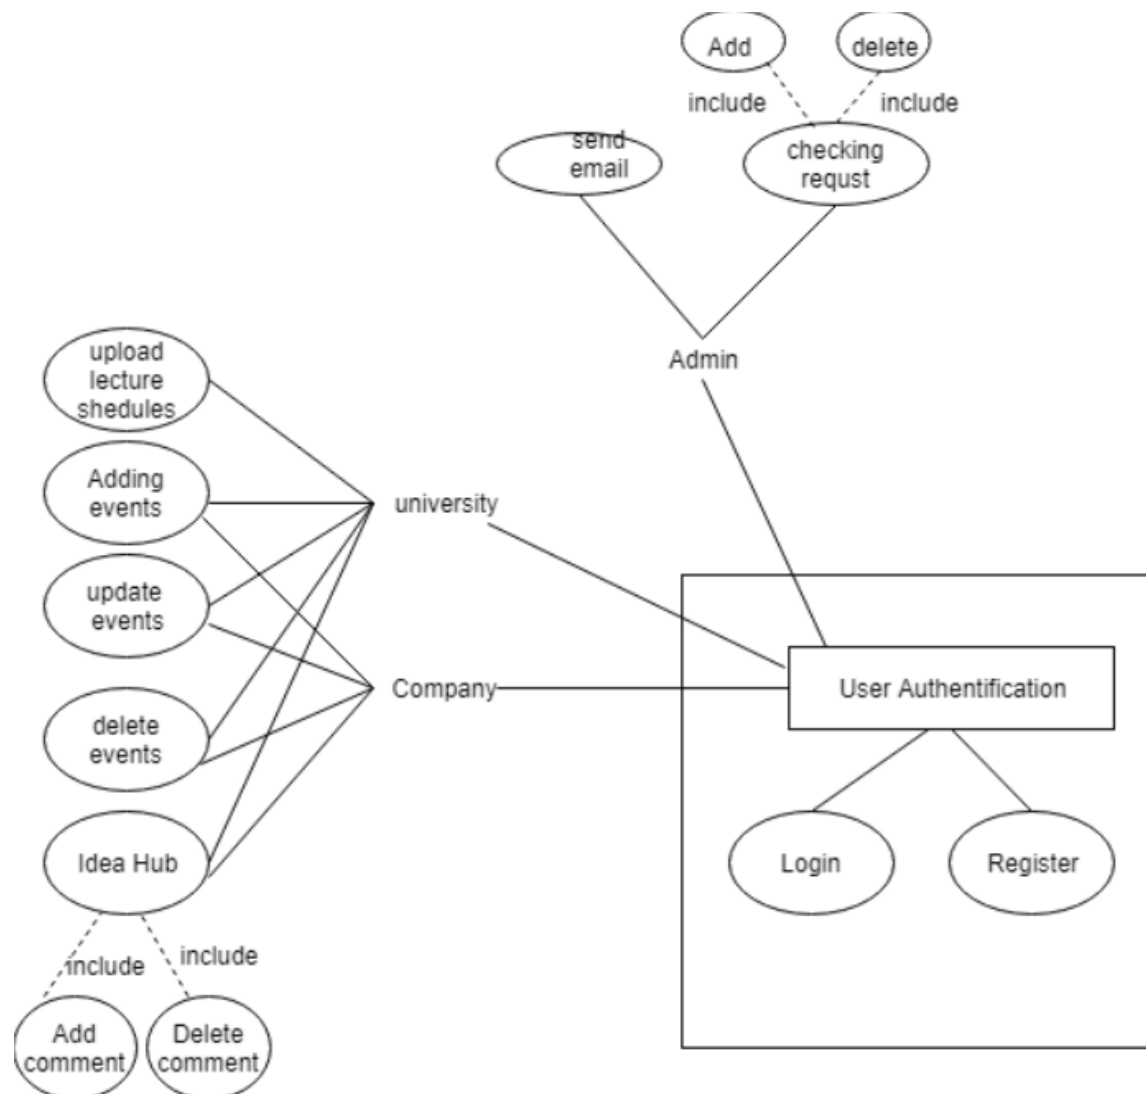 Add
delete
include
include
send
email
checking
requst
Admin
upload
lecture
shedules
Adding
events
university
update
events
Company
User Authentification
delete
events
Idea Hub
Login
Register
include
include
Add
comment
Delete
comment